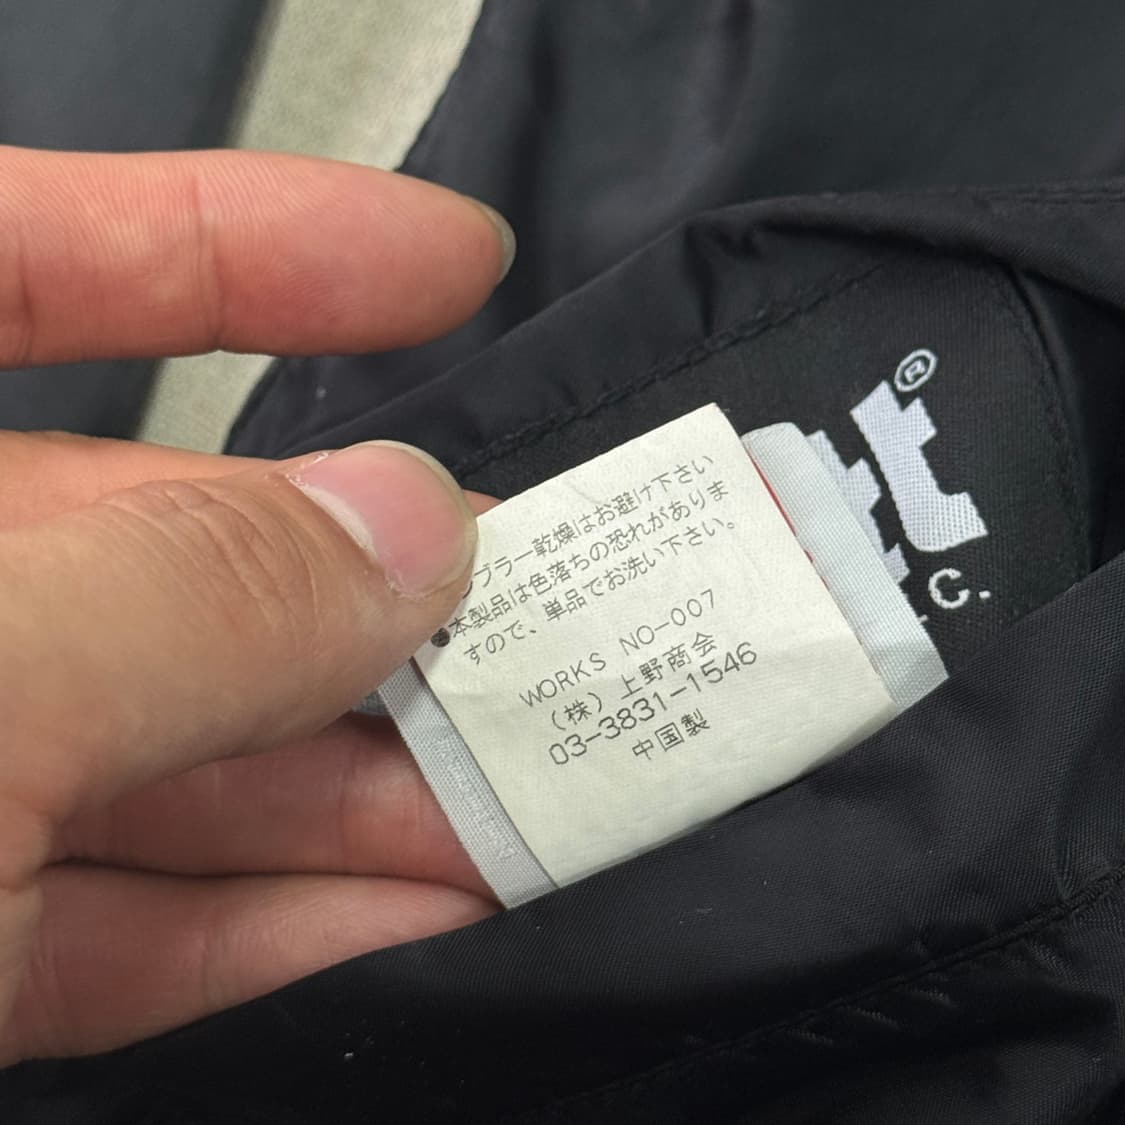 ブラー乾燥はお避け下さい
●本製品は色落ちの恐れがありま
すので、単品でお洗い下さい。
WORKS NO-007
(株)上野商会
03-3831-1546
中国製
®
C.